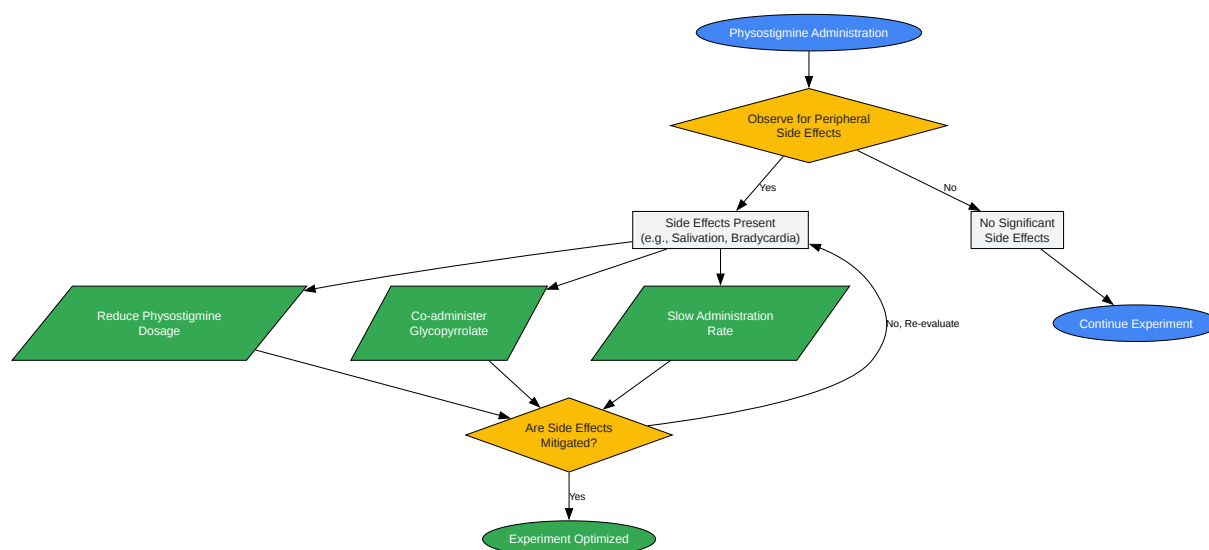 Physostigmine Administration
Observe for Peripheral
Side Effects
Yes
No
Side Effects Present
(e.g., Salivation, Bradycardia)
No Significant
Side Effects
Reduce Physostigmine
Dosage
Co-administer
Glycopyrrolate
Slow Administration
Rate
No, Re-evaluate
Continue Experiment
Are Side Effects
Mitigated?
Yes
Experiment Optimized